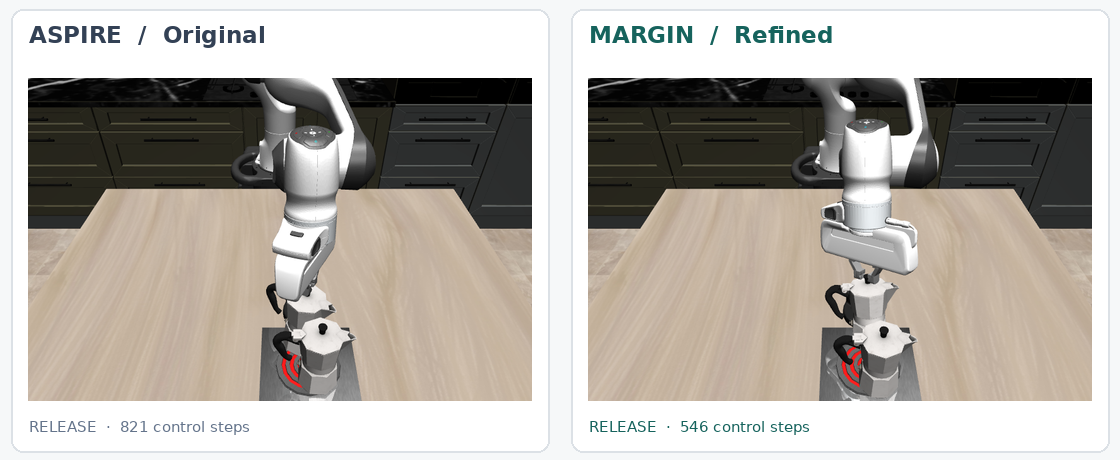 ASPIRE / Original
MARGIN / Refined
RELEASE · 821 control steps
RELEASE · 546 control steps